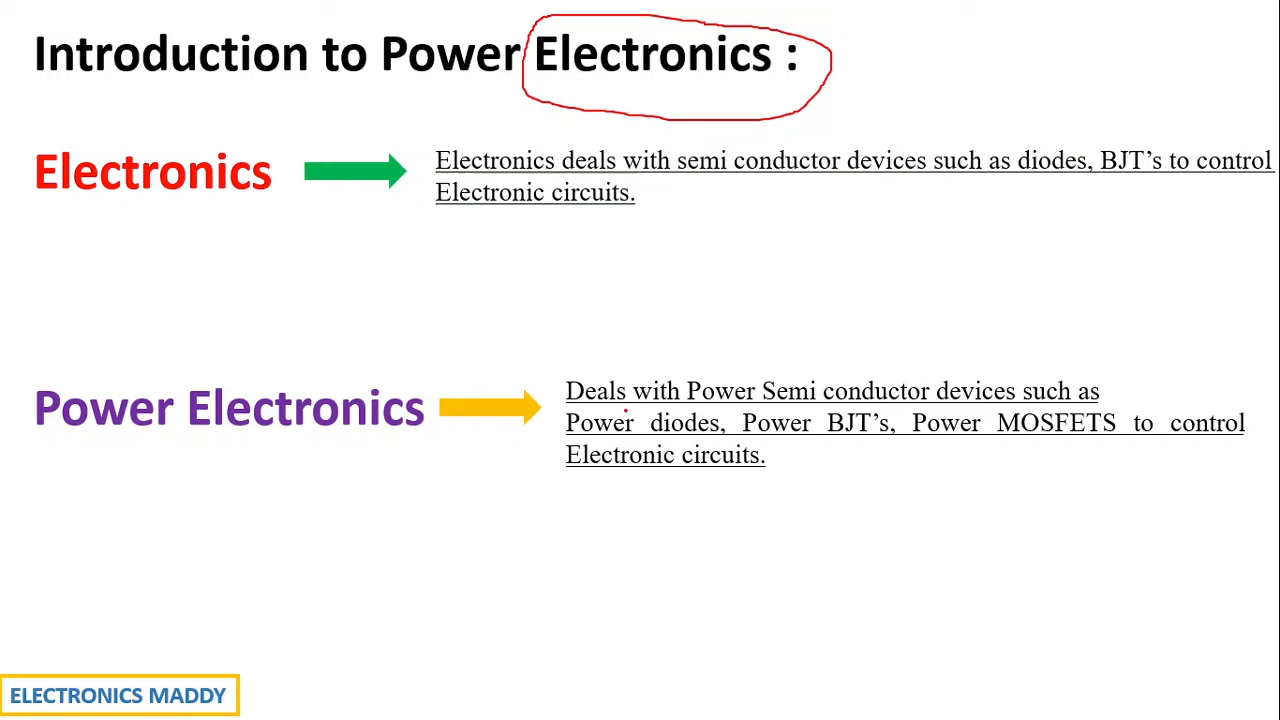 Introduction to Power Electronics :
Electronics
Electronics deals with semi conductor devices such as diodes, BJT’s to control
Electronic circuits.
Power Electronics
Deals with Power Semi conductor devices such as
Power diodes, Power BJT’s, Power MOSFETS to control
Electronic circuits.
ELECTRONICS MADDY